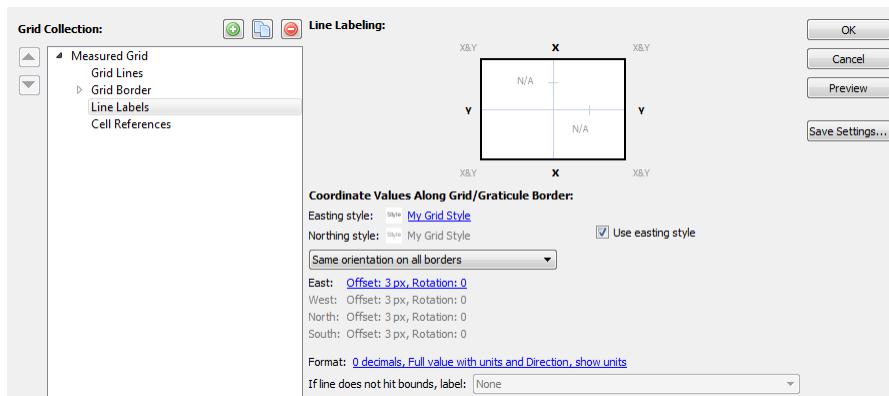 Grid Collection:
Line Labeling:
OK
Cancel
Preview
Save Settings...
Measured Grid
Grid Lines
Grid Border
Line Labels
Cell References
X&Y X X&Y
N/A
Y Y
N/A
X&Y X X&Y
Coordinate Values Along Grid/Graticule Border:
Easting style: Style My Grid Style
Northing style: Style My Grid Style
Use easting style
Same orientation on all borders
East: Offset: 3 px, Rotation: 0
West: Offset: 3 px, Rotation: 0
North: Offset: 3 px, Rotation: 0
South: Offset: 3 px, Rotation: 0
Format: 0 decimals, Full value with units and Direction, show units
If line does not hit bounds, label: None